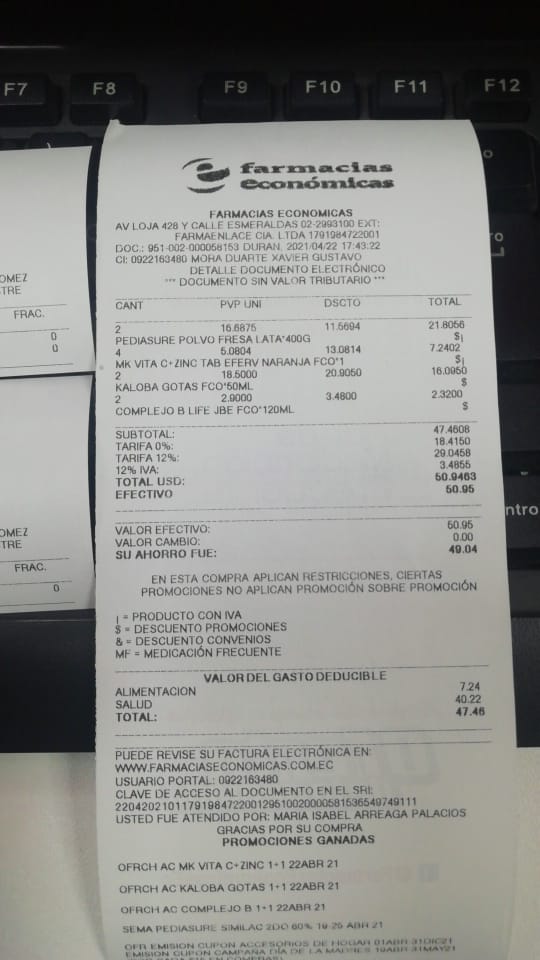 F7
F8
F9
F10
F11
F12
farmacias
económicas
FARMACIAS ECONOMICAS
AV LOJA 428 Y CALLE ESMERALDAS 02-2993100 EXT:
FARMAENLACE CIA. LTDA 1791984722001
DOC.: 951-002-000058153 DURAN, 2021/04/22 17:43:22
CI: 0922163480 MORA DUARTE XAVIER GUSTAVO
DETALLE DOCUMENTO ELECTRÓNICO
*** DOCUMENTO SIN VALOR TRIBUTARIO ***
CANT PVP UNI DSCTO TOTAL
2 16.6875 11.5694 21.8056
PEDIASURE POLVO FRESA LATA*400G $¡
4 5.0804 13.0814 7.2402
MK VITA C+ZINC TAB EFERV NARANJA FCO*1 $¡
2 18.5000 20.9050 16.0950
KALOBA GOTAS FCO*50ML $
2 2.9000 3.4800 2.3200
COMPLEJO B LIFE JBE FCO*120ML $
SUBTOTAL: 47.4608
TARIFA 0%: 18.4150
TARIFA 12%: 29.0458
12% IVA: 3.4855
TOTAL USD: 50.9463
EFECTIVO 50.95
VALOR EFECTIVO: 50.95
VALOR CAMBIO: 0.00
SU AHORRO FUE: 49.04
EN ESTA COMPRA APLICAN RESTRICCIONES, CIERTAS
PROMOCIONES NO APLICAN PROMOCIÓN SOBRE PROMOCIÓN
¡ = PRODUCTO CON IVA
$ = DESCUENTO PROMOCIONES
& = DESCUENTO CONVENIOS
MF = MEDICACIÓN FRECUENTE
VALOR DEL GASTO DEDUCIBLE
ALIMENTACION 7.24
SALUD 40.22
TOTAL: 47.46
PUEDE REVISE SU FACTURA ELECTRÓNICA EN:
WWW.FARMACIASECONOMICAS.COM.EC
USUARIO PORTAL: 0922163480
CLAVE DE ACCESO AL DOCUMENTO EN EL SRI:
2204202101179198472200129510020000581536549749111
USTED FUE ATENDIDO POR: MARIA ISABEL ARREAGA PALACIOS
GRACIAS POR SU COMPRA
PROMOCIONES GANADAS
OFRCH AC MK VITA C+ZINC 1+1 22ABR 21
OFRCH AC KALOBA GOTAS 1+1 22ABR 21
OFRCH AC COMPLEJO B 1+1 22ABR 21
SEMA PEDIASURE SIMILAC 2DO 60% 19-25 ABR 21
OFR EMISION CUPON ACCESORIOS DE HOGAR 01ABR 31DIC21
EMISION CUPON CAMPAÑA DÍA DE LA MADRES 19ABR 31MAY21
OMEZ
TRE
FRAC.
0
0
OMEZ
TRE
FRAC.
0
ro
ntro